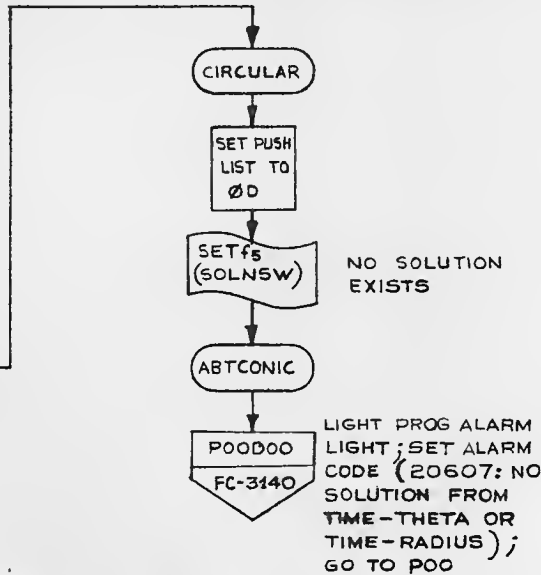 CIRCULAR
SET PUSH
LIST TO
ØD
SETf5
(SOLNSW)
NO SOLUTION
EXISTS
ABTCONIC
POODOO
FC-3140
LIGHT PROG ALARM
LIGHT; SET ALARM
CODE (20607: NO
SOLUTION FROM
TIME-THETA OR
TIME-RADIUS);
GO TO POO